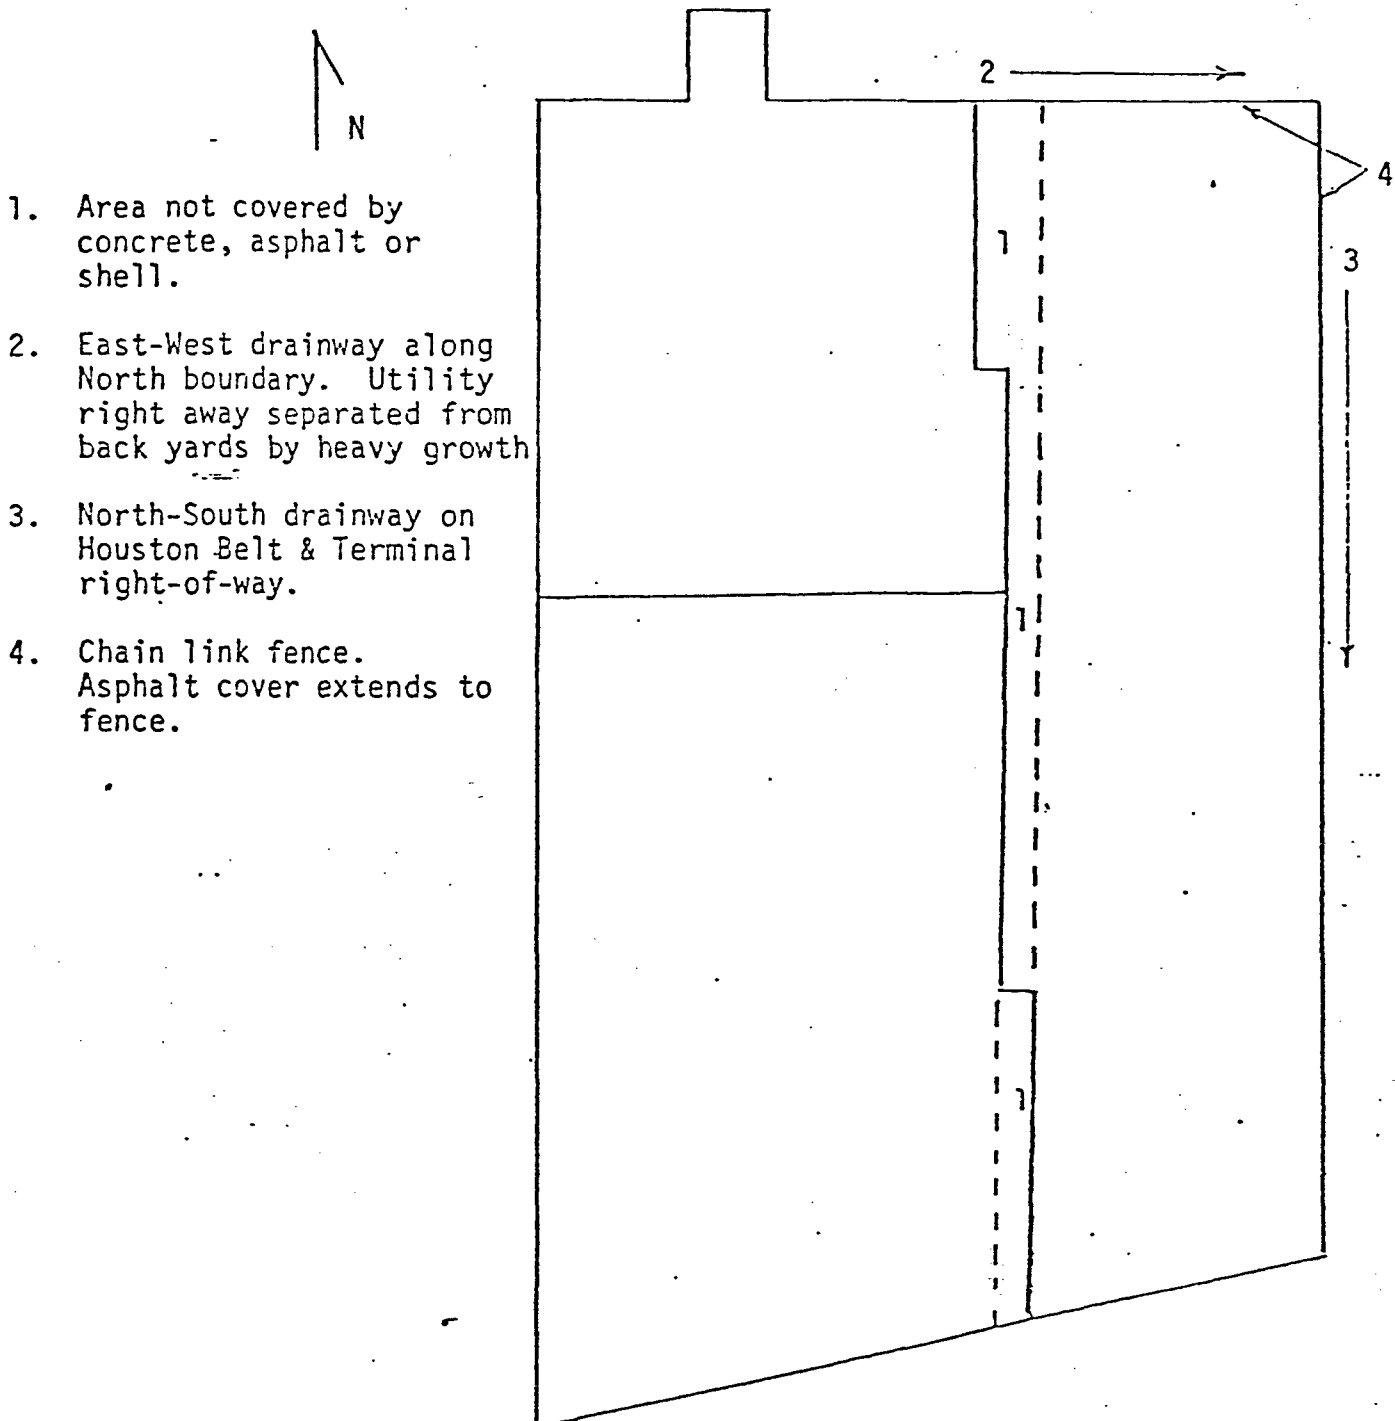 N
1. Area not covered by
concrete, asphalt or
shell.
2. East-West drainway along
North boundary. Utility
right away separated from
back yards by heavy growth
3. North-South drainway on
Houston Belt & Terminal
right-of-way.
4. Chain link fence.
Asphalt cover extends to
fence.
2
4
1
3
1
1